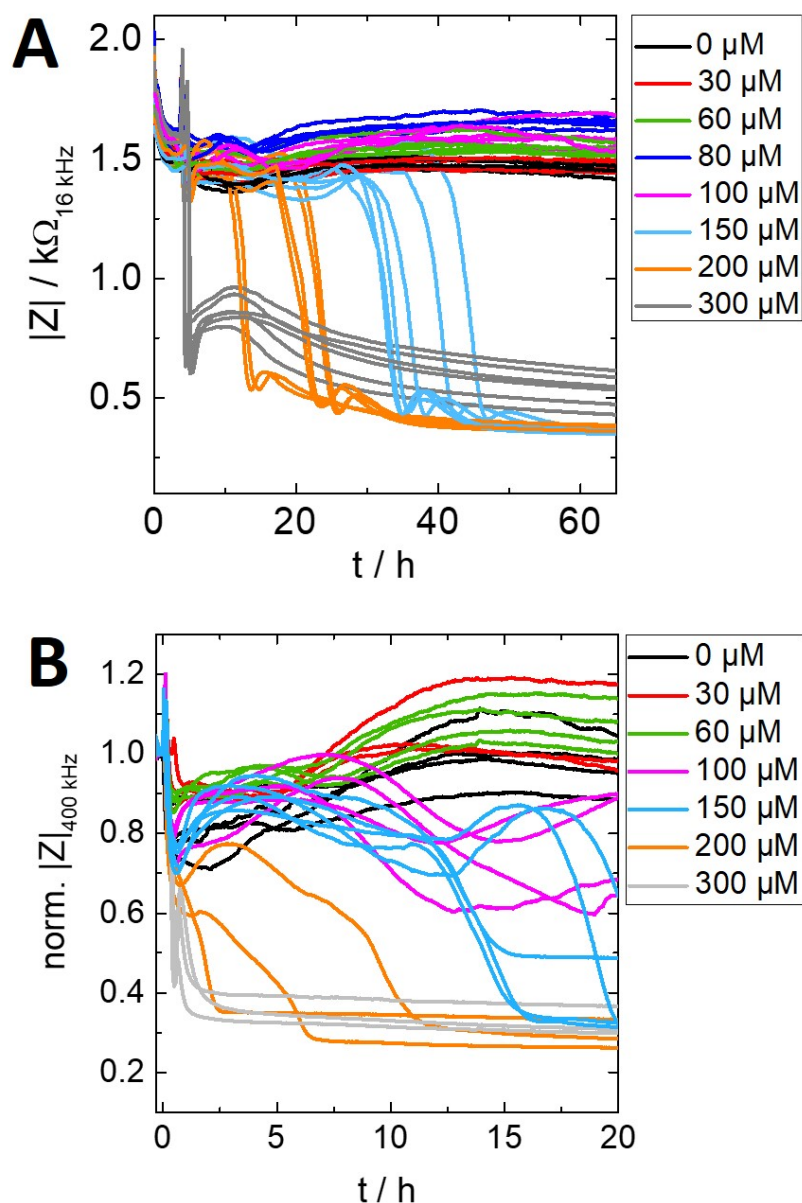 A
|Z| / kΩ16 kHz
2.0
1.5
1.0
0.5
0
20
40
60
t / h
0 µM
30 µM
60 µM
80 µM
100 µM
150 µM
200 µM
300 µM
B
norm. |Z|400 kHz
1.2
1.0
0.8
0.6
0.4
0.2
0
5
10
15
20
t / h
0 µM
30 µM
60 µM
100 µM
150 µM
200 µM
300 µM